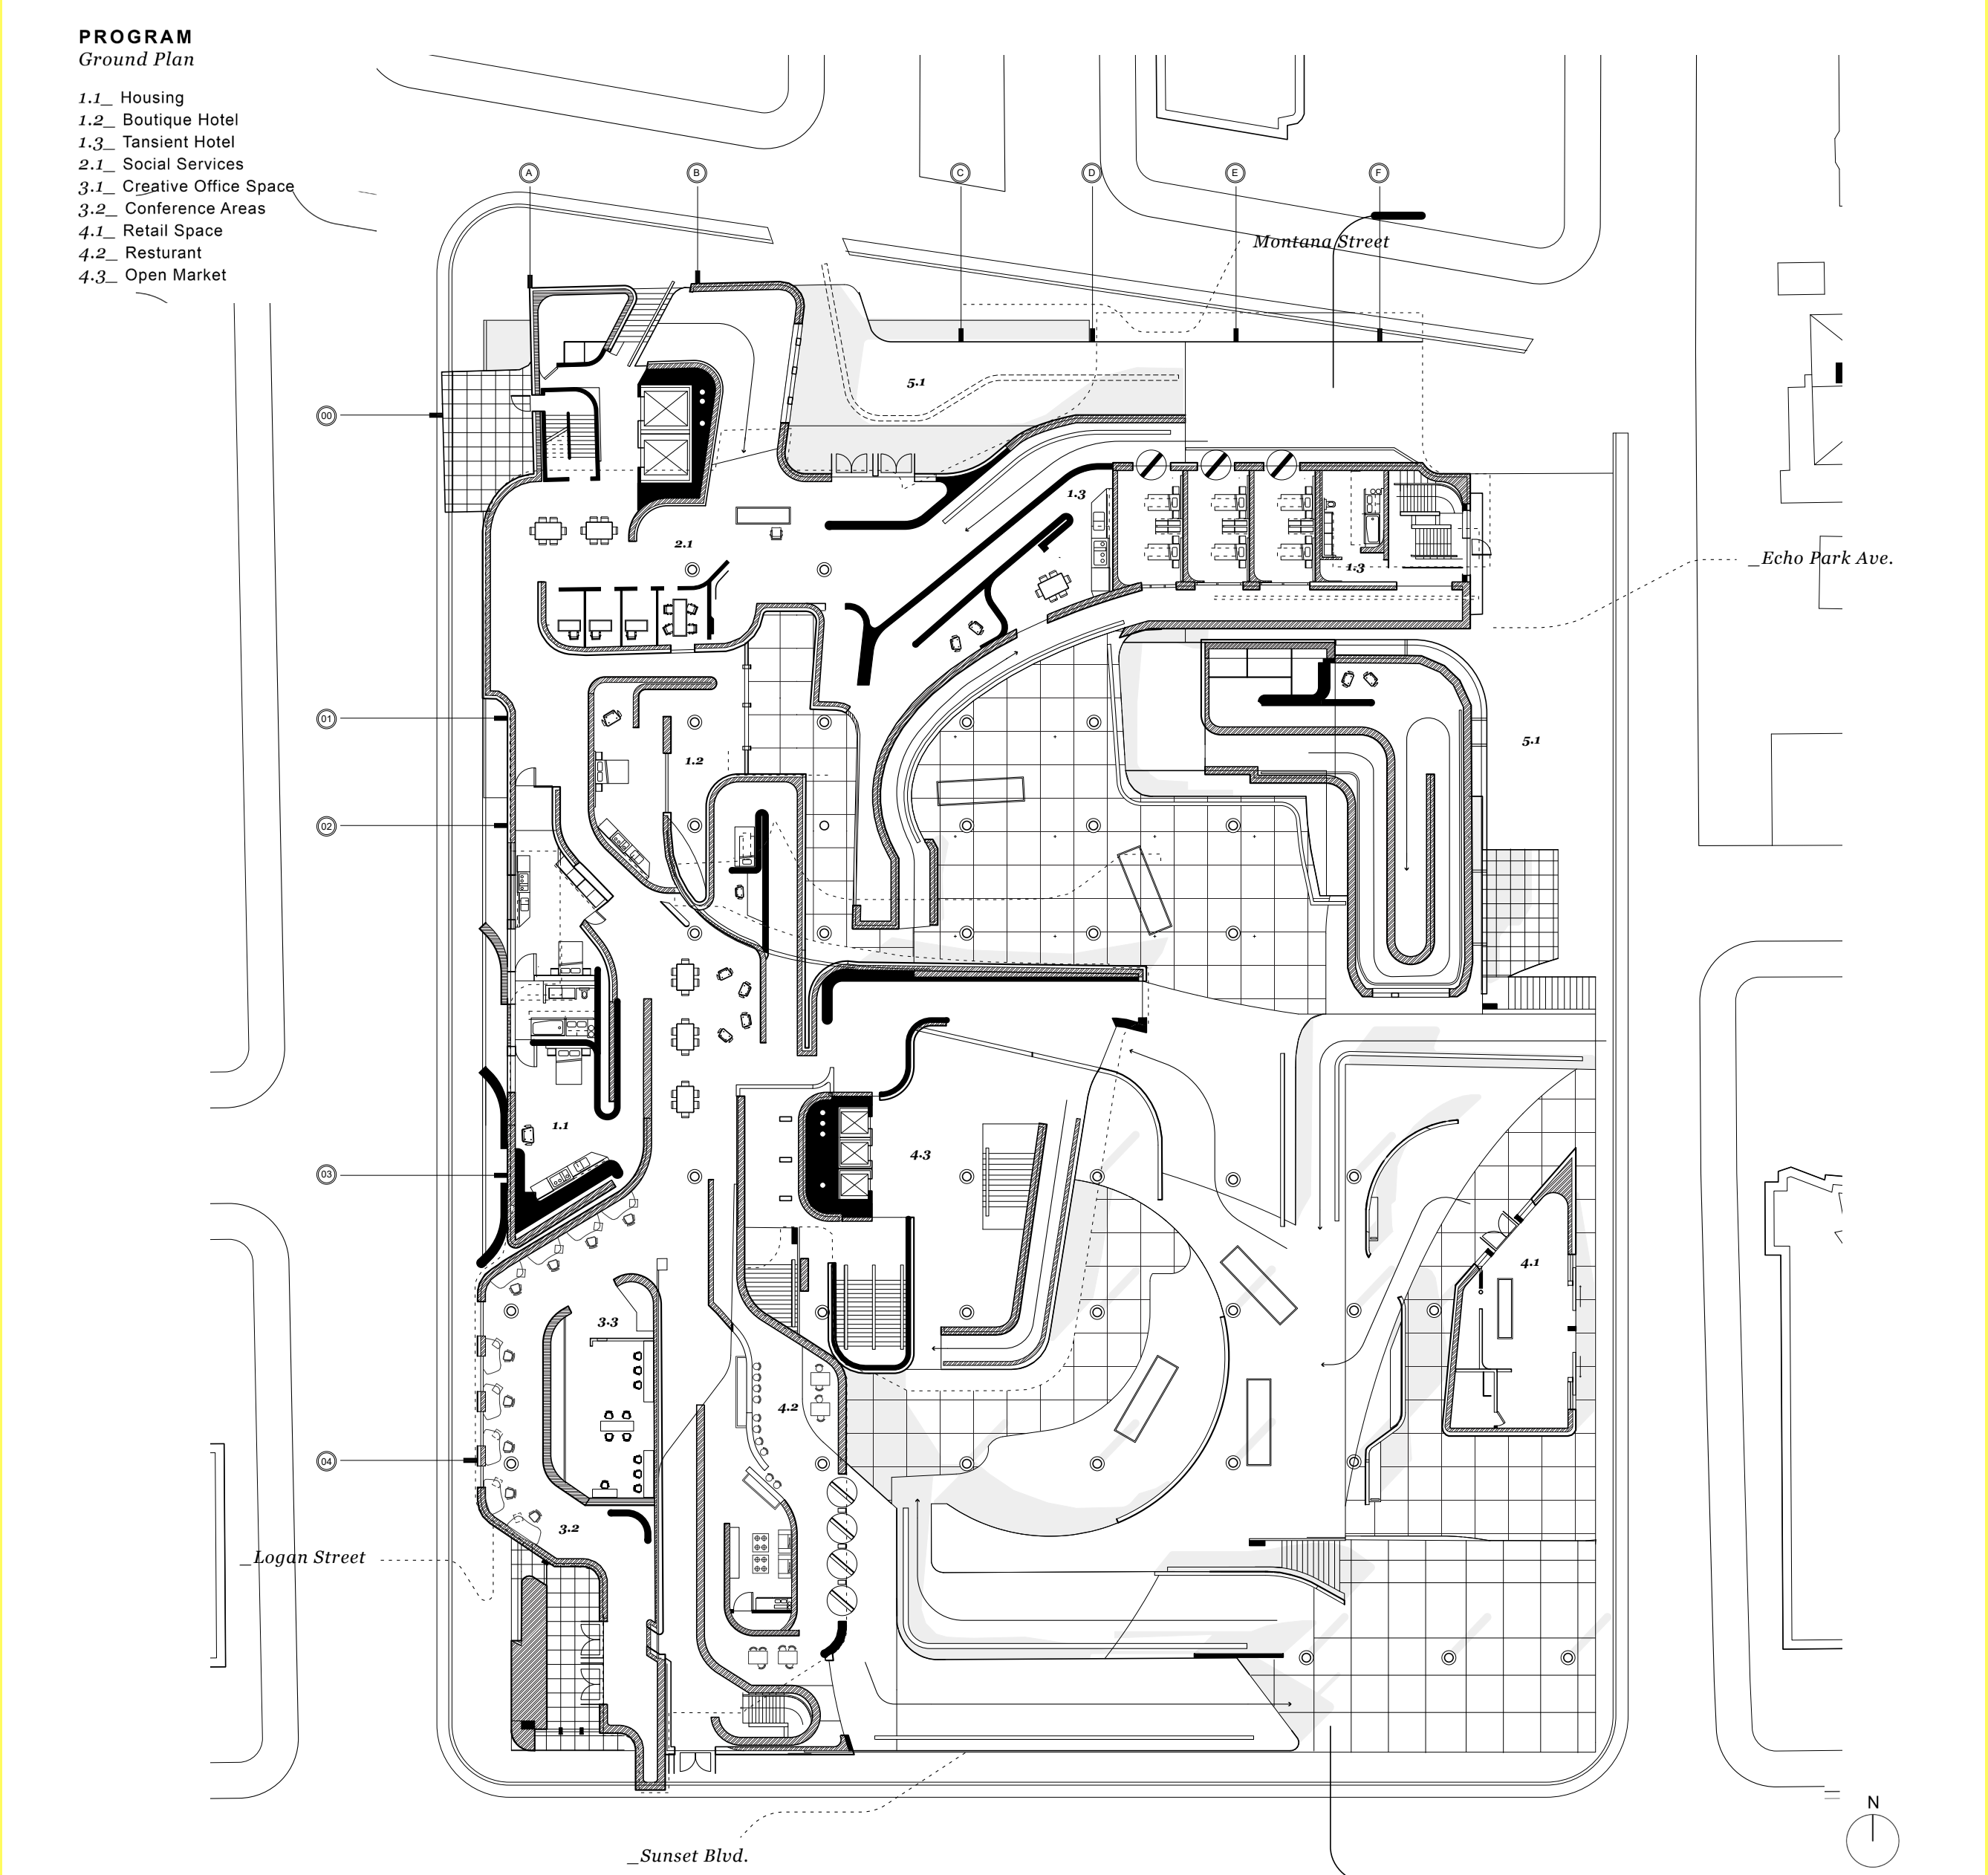 PROGRAM
Ground Plan
1.1_ Housing
1.2_ Boutique Hotel
1.3_ Tansient Hotel
2.1_ Social Services
3.1_ Creative Office Space
3.2_ Conference Areas
4.1_ Retail Space
4.2_ Resturant
4.3_ Open Market
A
B
C
D
E
F
Montana Street
5.1
00
1.3
2.1
1.3
_Echo Park Ave.
01
5.1
1.2
02
1.1
4.3
03
4.1
3.3
4.2
04
3.2
_Logan Street
N
_Sunset Blvd.